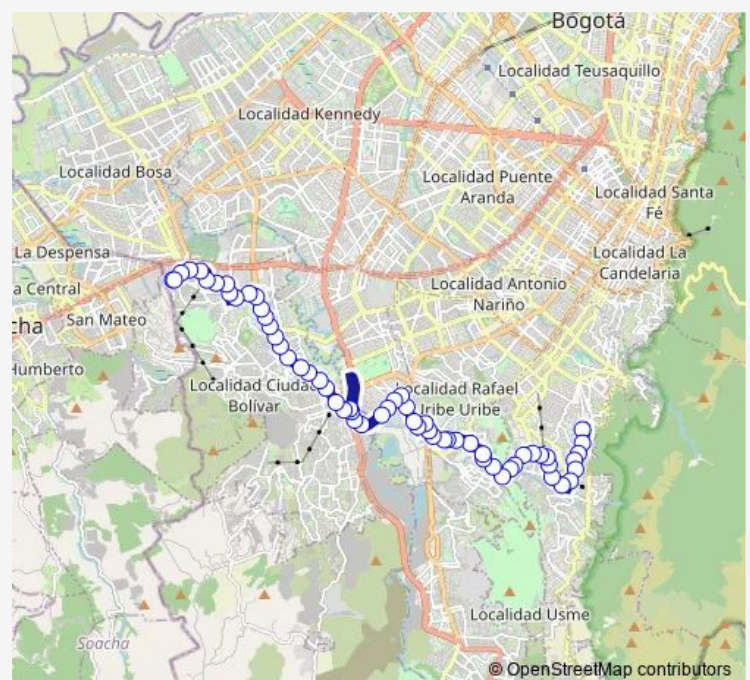 Bogotá
Localidad Teusaquillo
Localidad Kennedy
Localidad Bosa
Localidad Puente
Aranda
Localidad Santa
Fé
La Despensa
Localidad La
Candelaria
a Central
Localidad Antonio
Nariño
cha
San Mateo
Humberto
Localidad Ciudad
Bolívar
ocalidad Rafael
Uribe Uribe
Localidad Usme
Soacha
© OpenStreetMap contributors